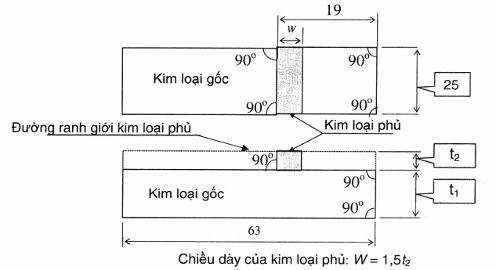 19
W
90° 90°
Kim loại gốc
25
90° 90°
Đường ranh giới kim loại phủ
Kim loại phủ
90°
t₂
Kim loại gốc
90°
t₁
90°
63
Chiều dày của kim loại phủ: W = 1,5t₂